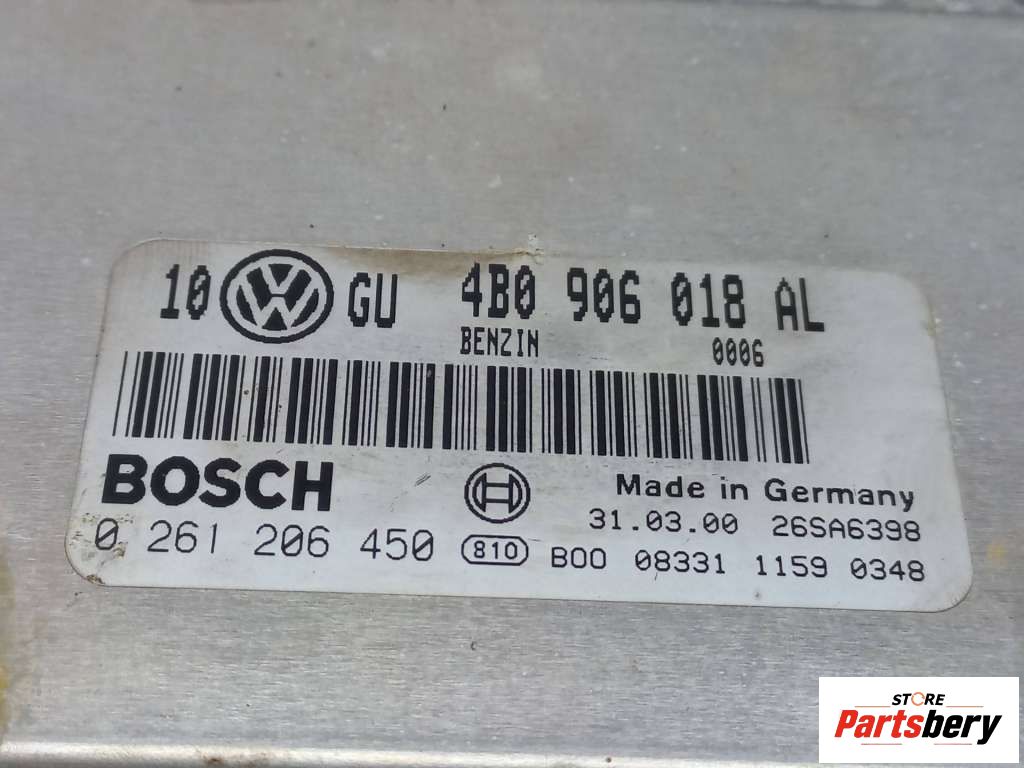 10 VW GU 4B0 906 018 AL
BENZIN 0006
BOSCH
Made in Germany
31.03.00 26SA6398
0 261 206 450 810 B00 08331 1159 0348
STORE
Partsbery